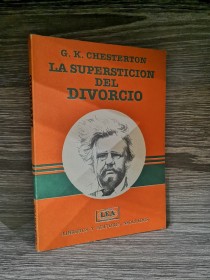 G. K. CHESTERTON
LA SUPERSTICION
DEL
DIVORCIO
LEA